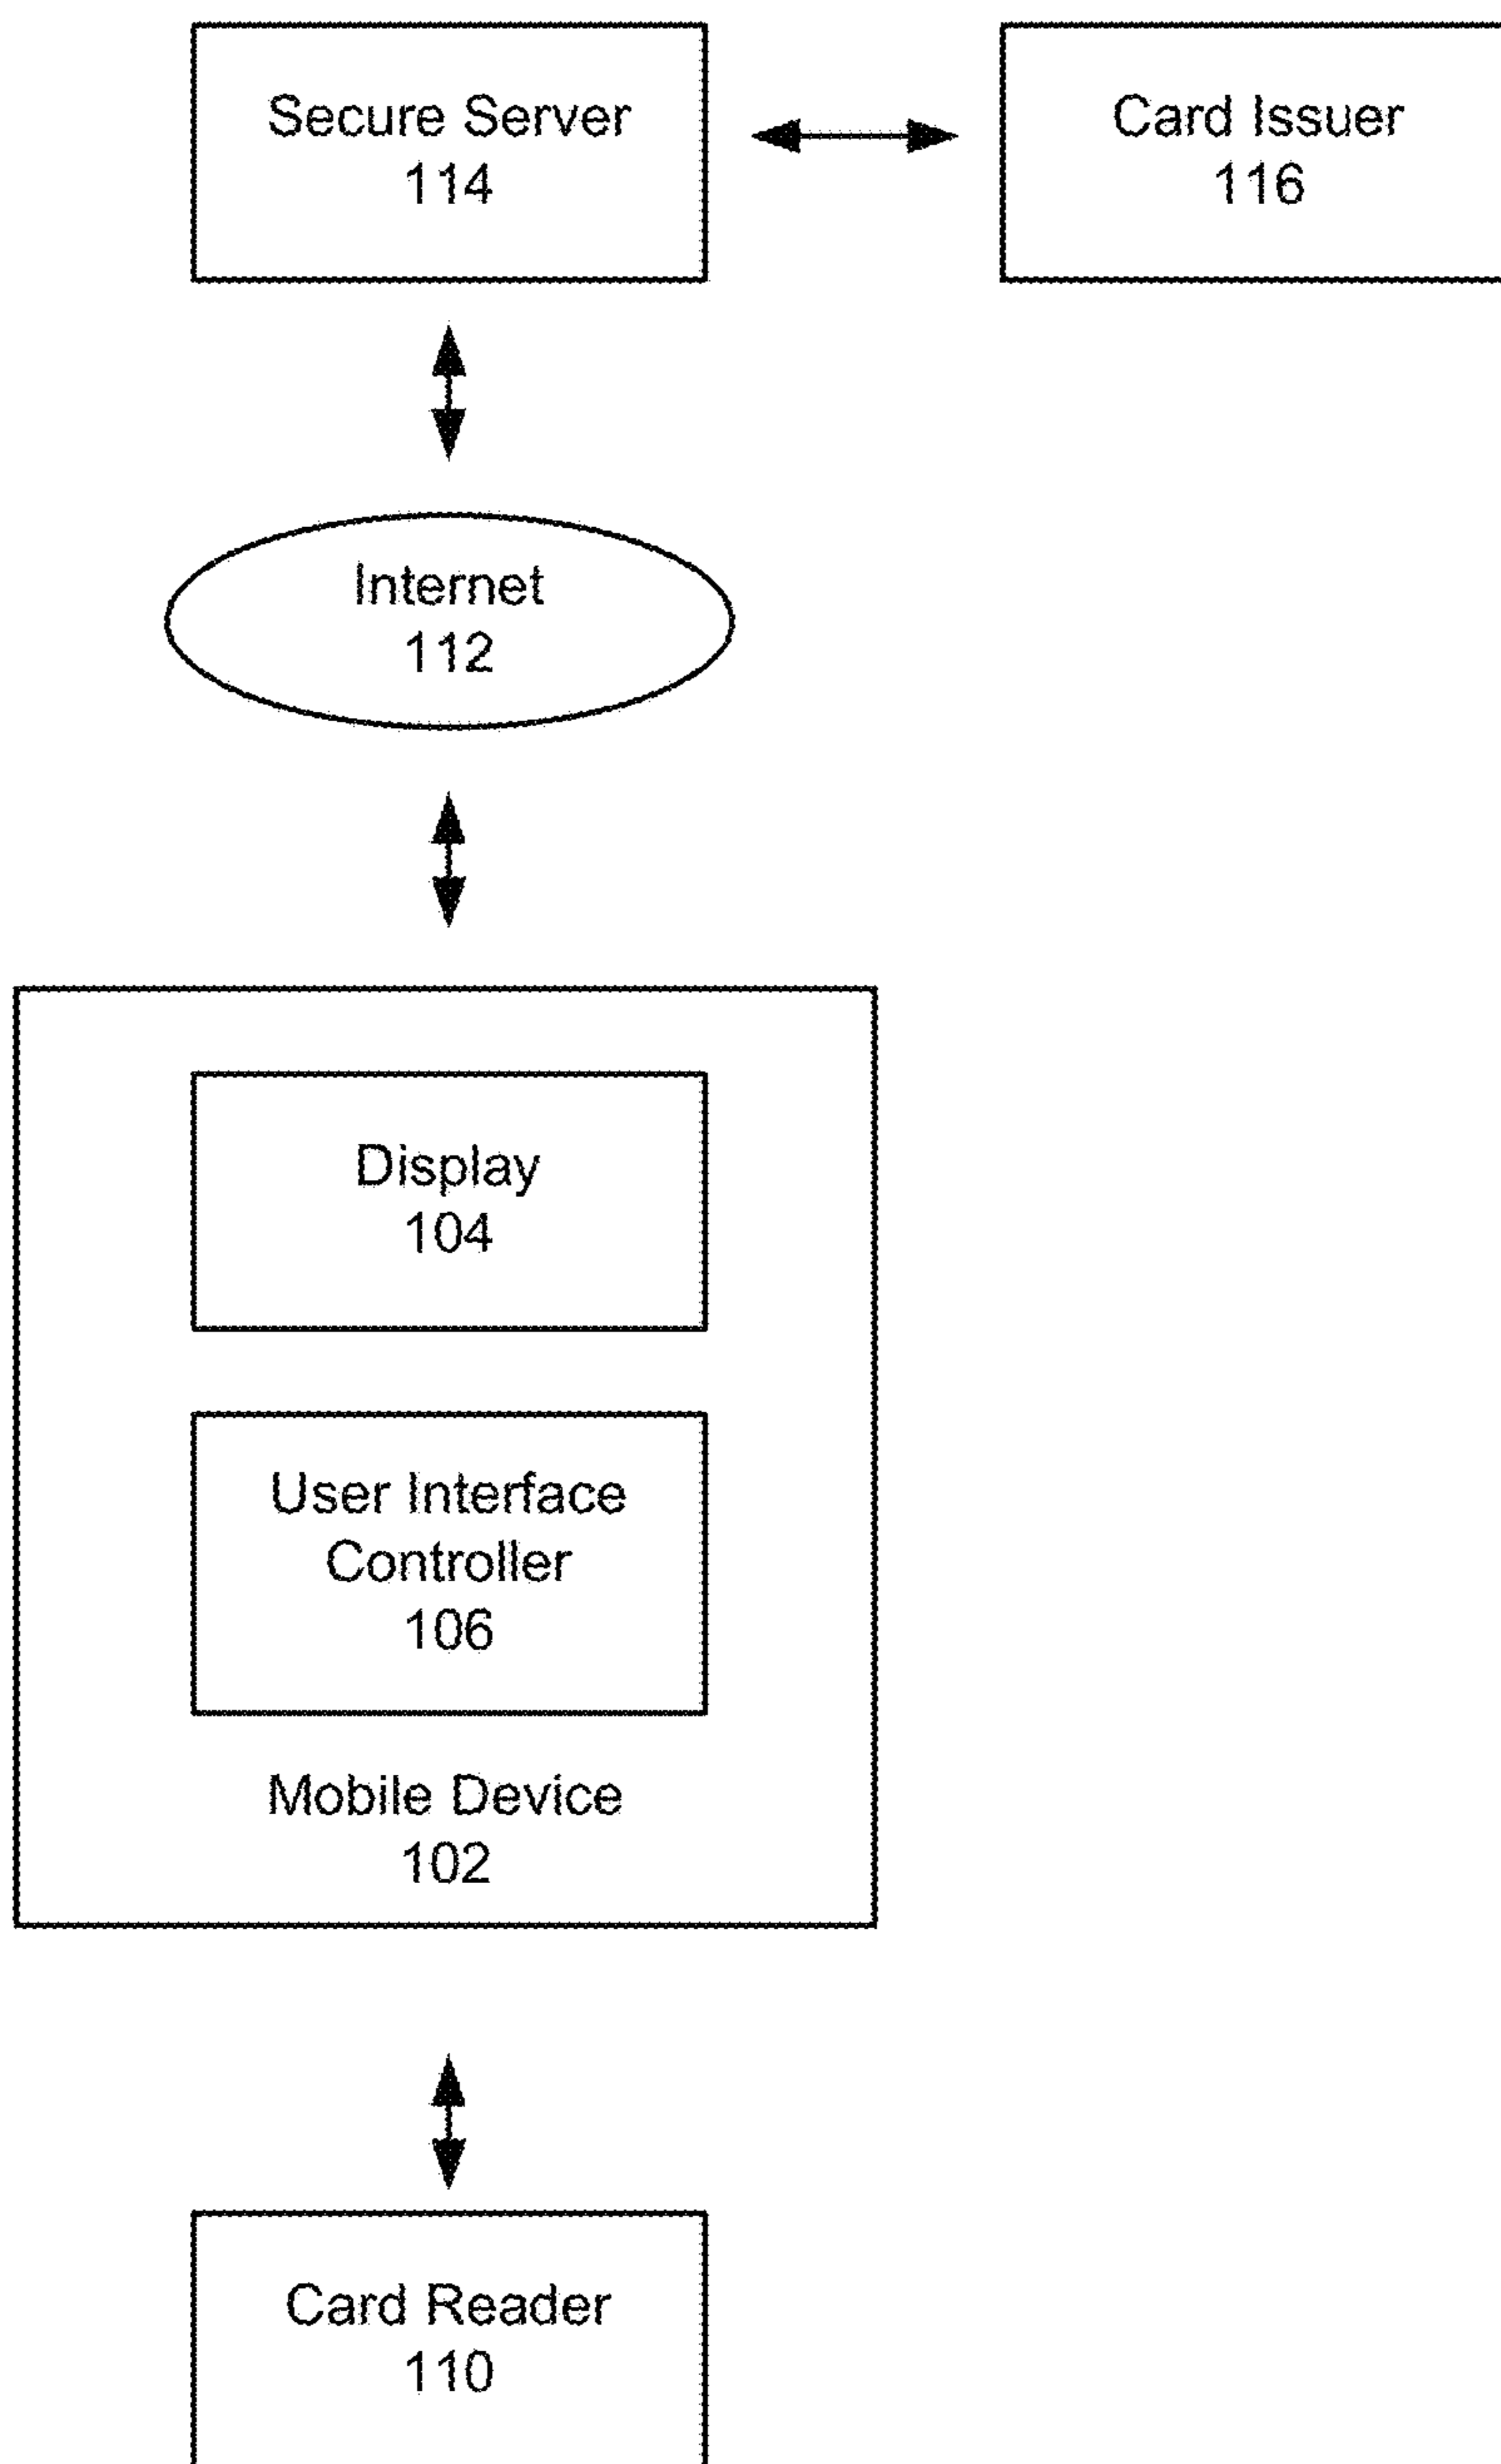 Secure Server
114
Card Issuer
116
Internet
112
Display
104
User Interface
Controller
106
Mobile Device
102
Card Reader
110